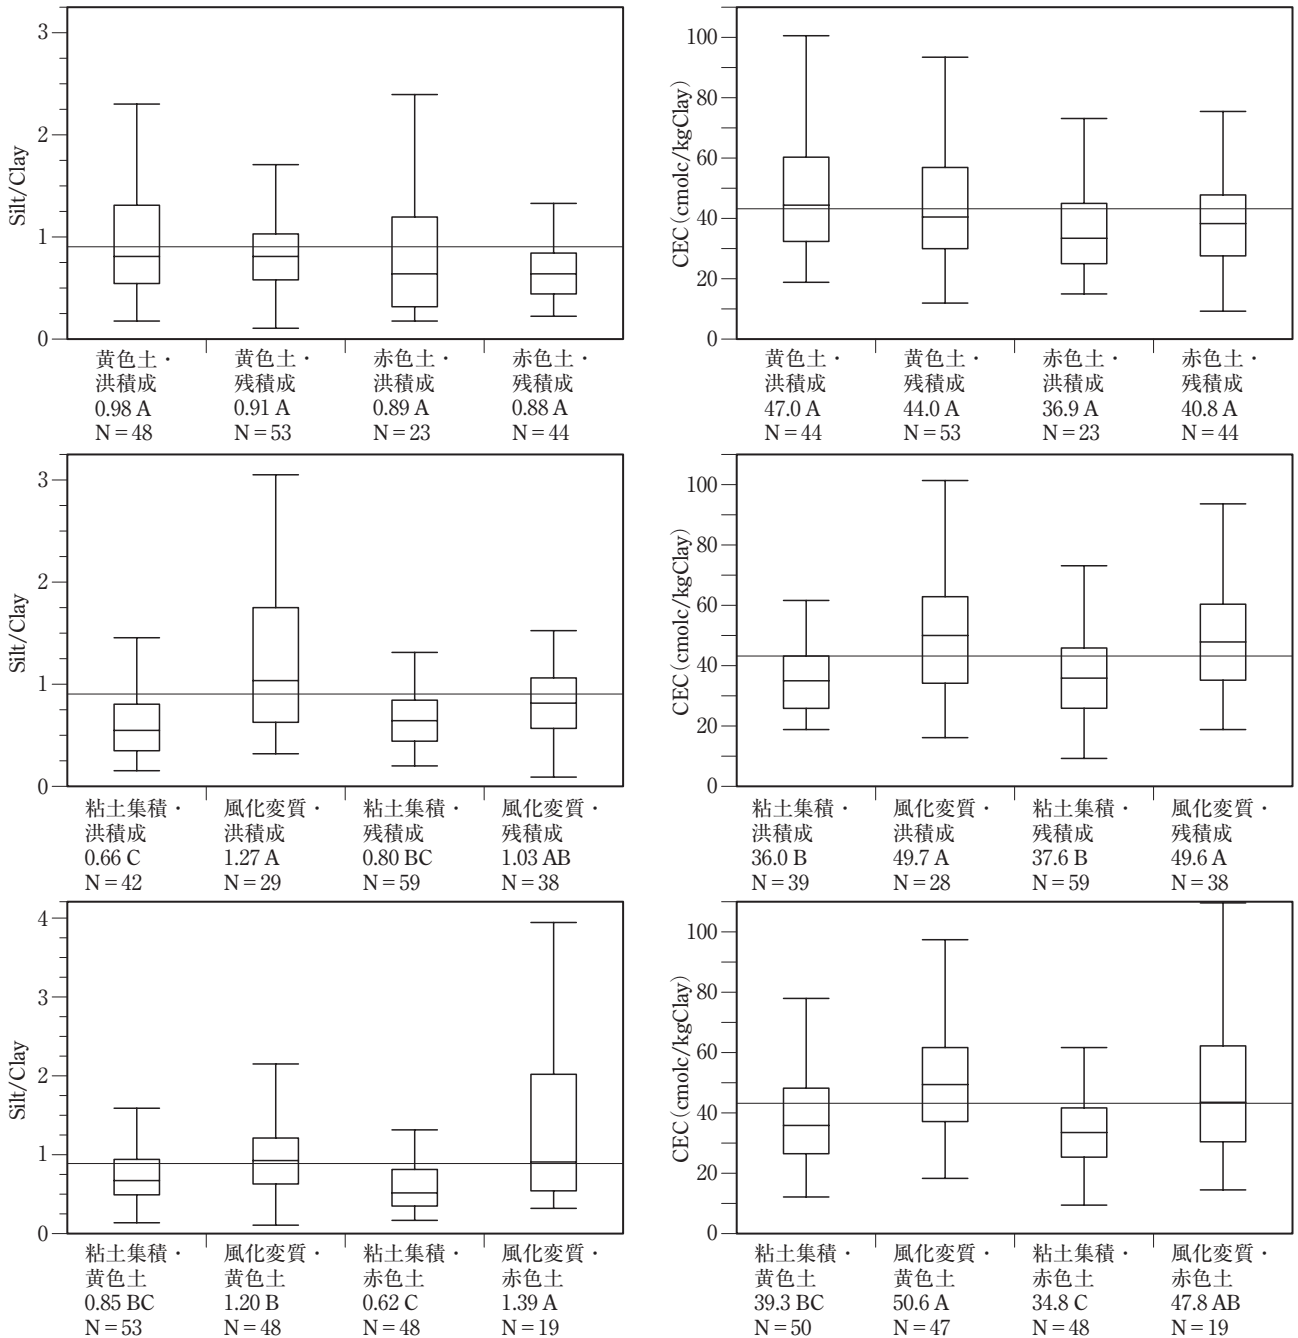 Silt/Clay
3
2
1
0
黄色土・ 黄色土・ 赤色土・ 赤色土・
洪積成 残積成 洪積成 残積成
0.98 A 0.91 A 0.89 A 0.88 A
N = 48 N = 53 N = 23 N = 44
CEC(cmolc/kgClay)
100
80
60
40
20
0
黄色土・ 黄色土・ 赤色土・ 赤色土・
洪積成 残積成 洪積成 残積成
47.0 A 44.0 A 36.9 A 40.8 A
N = 44 N = 53 N = 23 N = 44
Silt/Clay
3
2
1
0
粘土集積・ 風化変質・ 粘土集積・ 風化変質・
洪積成 洪積成 残積成 残積成
0.66 C 1.27 A 0.80 BC 1.03 AB
N = 42 N = 29 N = 59 N = 38
CEC(cmolc/kgClay)
100
80
60
40
20
0
粘土集積・ 風化変質・ 粘土集積・ 風化変質・
洪積成 洪積成 残積成 残積成
36.0 B 49.7 A 37.6 B 49.6 A
N = 39 N = 28 N = 59 N = 38
Silt/Clay
4
3
2
1
0
粘土集積・ 風化変質・ 粘土集積・ 風化変質・
黄色土 黄色土 赤色土 赤色土
0.85 BC 1.20 B 0.62 C 1.39 A
N = 53 N = 48 N = 48 N = 19
CEC(cmolc/kgClay)
100
80
60
40
20
0
粘土集積・ 風化変質・ 粘土集積・ 風化変質・
黄色土 黄色土 赤色土 赤色土
39.3 BC 50.6 A 34.8 C 47.8 AB
N = 50 N = 47 N = 48 N = 19